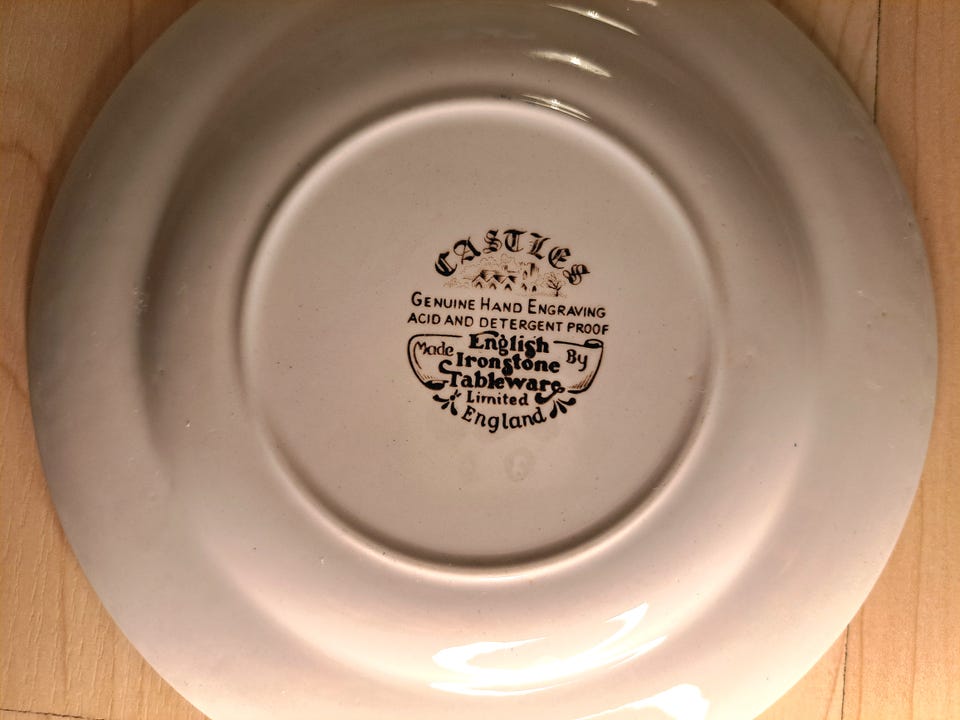 CASTLES
GENUINE HAND ENGRAVING
ACID AND DETERGENT PROOF
Made English By
Ironstone
Tableware
Limited
England